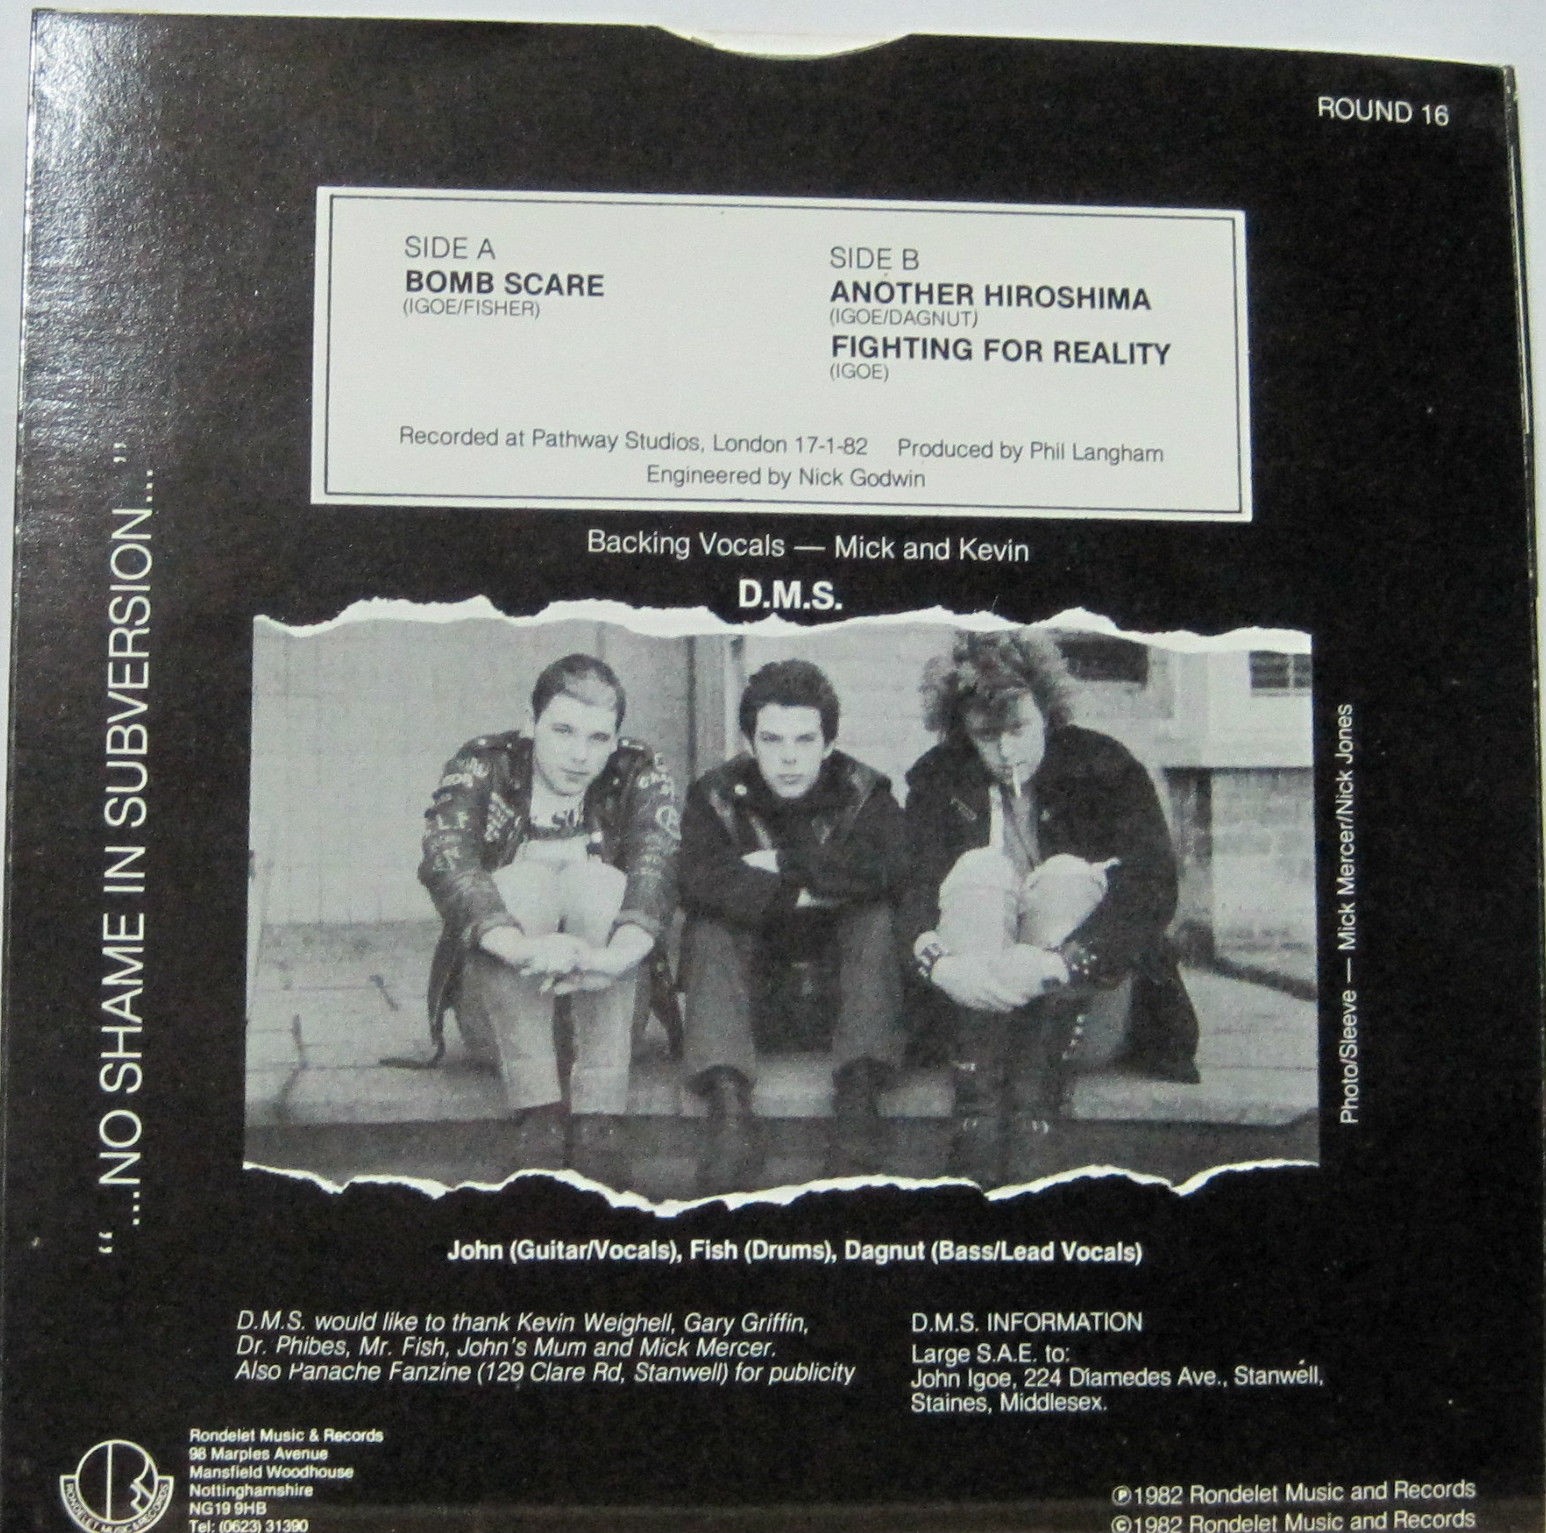 ROUND 16
SIDE A
BOMB SCARE
(IGOE/FISHER)
SIDE B
ANOTHER HIROSHIMA
(IGOE/DAGNUT)
FIGHTING FOR REALITY
(IGOE)
Recorded at Pathway Studios, London 17-1-82 Produced by Phil Langham
Engineered by Nick Godwin
Backing Vocals — Mick and Kevin
D.M.S.
“...NO SHAME IN SUBVERSION...”
Photo/Sleeve — Mick Mercer/Nick Jones
John (Guitar/Vocals), Fish (Drums), Dagnut (Bass/Lead Vocals)
D.M.S. would like to thank Kevin Weighell, Gary Griffin,
Dr. Phibes, Mr. Fish, John's Mum and Mick Mercer.
Also Panache Fanzine (129 Clare Rd, Stanwell) for publicity
D.M.S. INFORMATION
Large S.A.E. to:
John Igoe, 224 Diamedes Ave., Stanwell,
Staines, Middlesex.
Rondelet Music & Records
98 Marples Avenue
Mansfield Woodhouse
Nottinghamshire
NG19 9HB
Tel: (0623) 31390
RONDELET MUSIC & RECORDS
℗1982 Rondelet Music and Records
©1982 Rondelet Music and Records